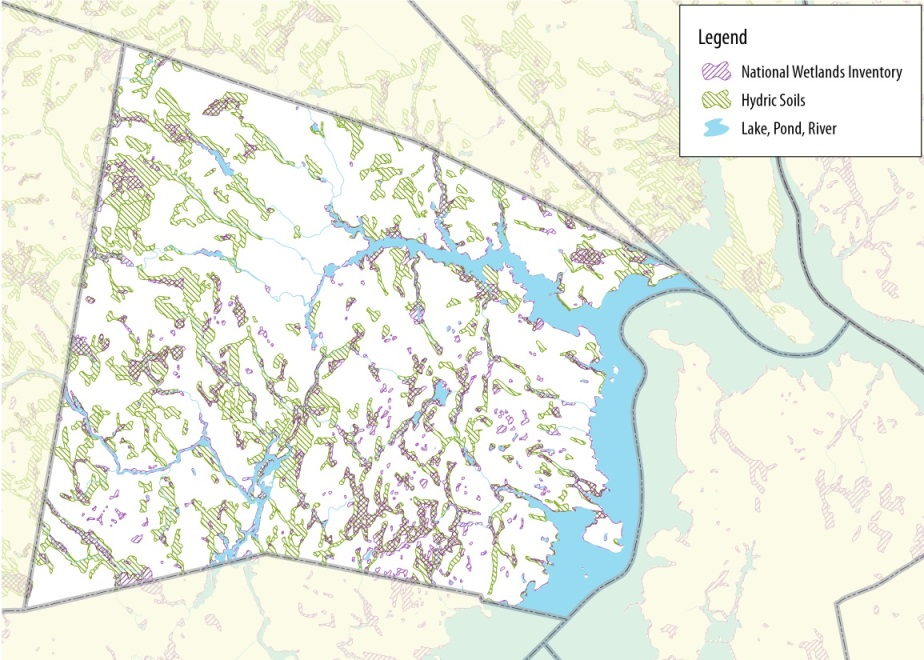 Legend
National Wetlands Inventory
Hydric Soils
Lake, Pond, River